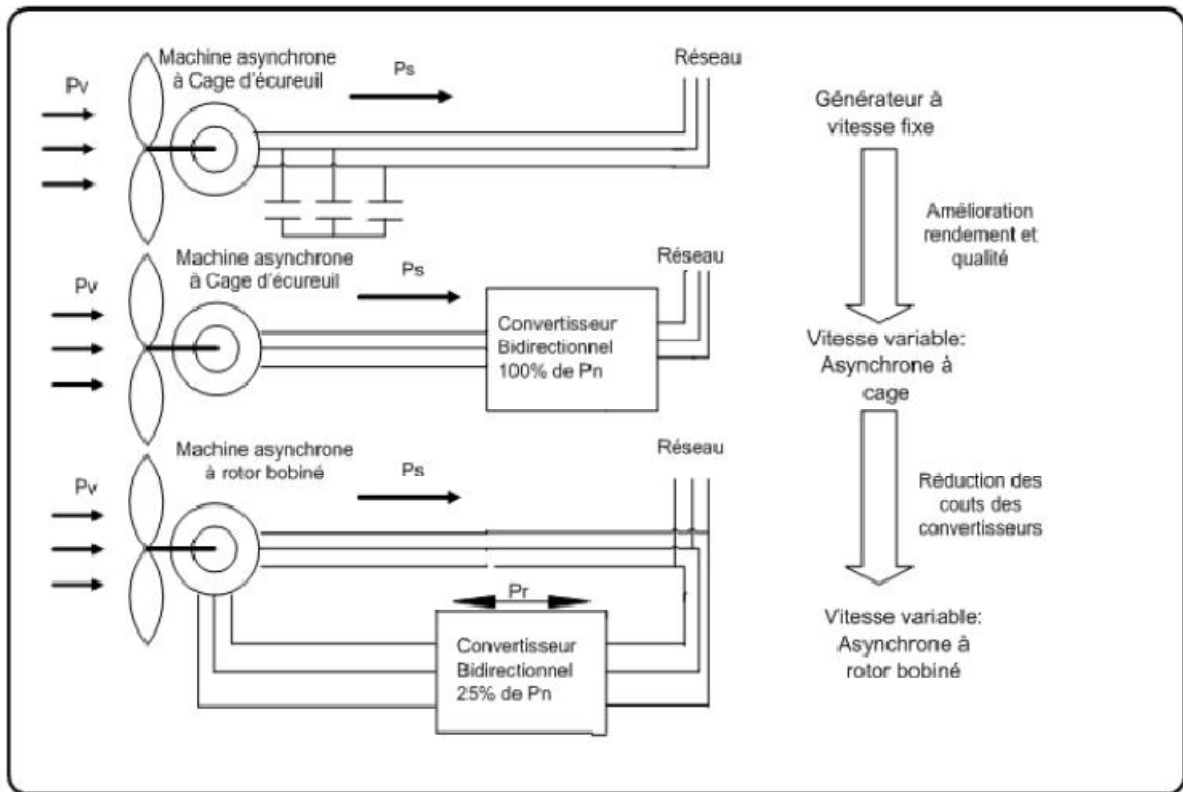 Machine asynchrone
à Cage d'écureuil
Pv
Ps
Réseau
Générateur à
vitesse fixe
Amélioration
rendement et
qualité
Machine asynchrone
à Cage d'écureuil
Pv
Ps
Réseau
Convertisseur
Bidirectionnel
100% de Pn
Vitesse variable:
Asynchrone à
cage
Machine asynchrone
à rotor bobiné
Pv
Ps
Réseau
Réduction des
couts des
convertisseurs
Pr
Convertisseur
Bidirectionnel
25% de Pn
Vitesse variable:
Asynchrone à
rotor bobiné